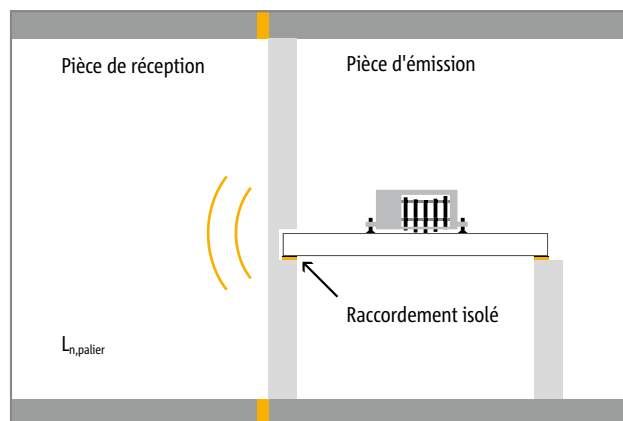 Pièce de réception
Pièce d'émission
Raccordement isolé
Ln,palier